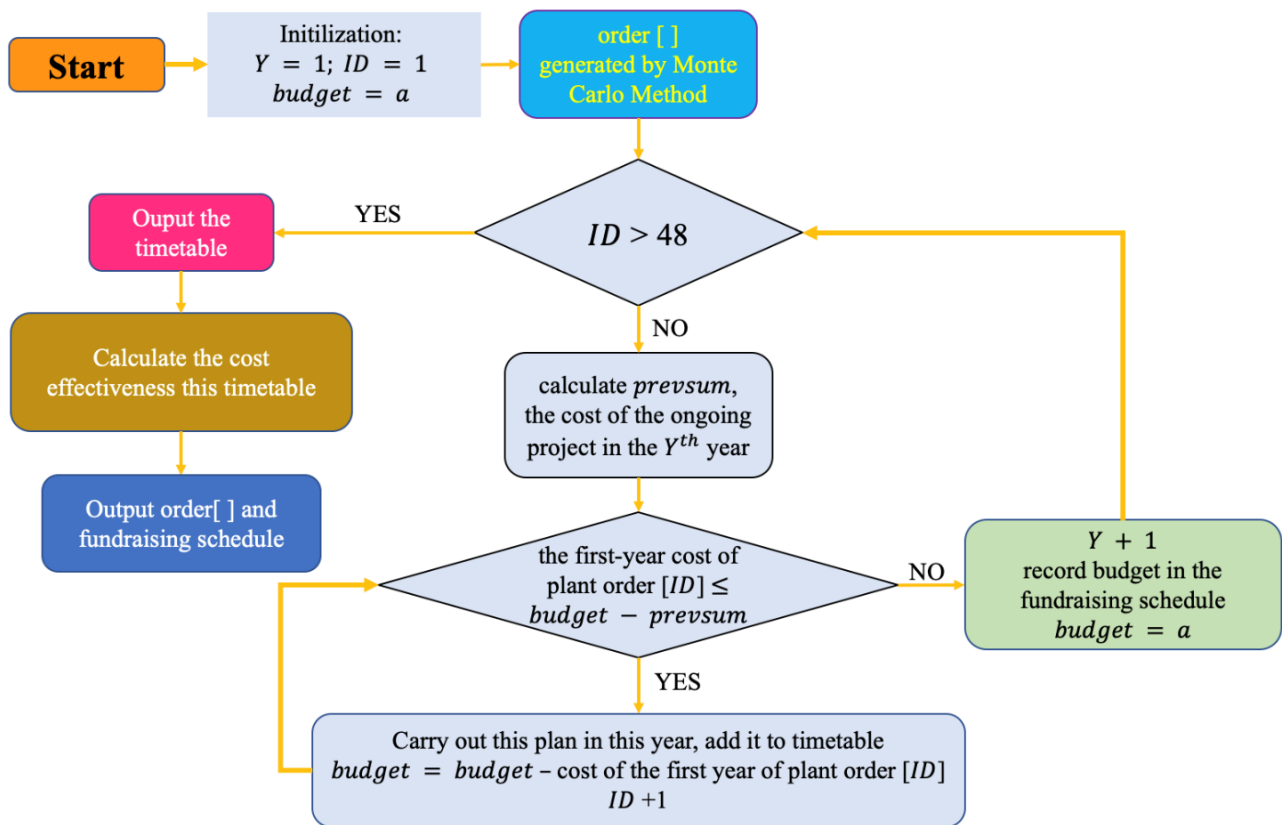 Start
Initilization:
Y = 1; ID = 1
budget = a
order [ ]
generated by Monte
Carlo Method
ID > 48
YES
Ouput the
timetable
Calculate the cost
effectiveness this timetable
Output order[ ] and
fundraising schedule
NO
calculate prevsum,
the cost of the ongoing
project in the Yᵗʰ year
the first-year cost of
plant order [ID] ≤
budget − prevsum
NO
Y + 1
record budget in the
fundraising schedule
budget = a
YES
Carry out this plan in this year, add it to timetable
budget = budget – cost of the first year of plant order [ID]
ID +1